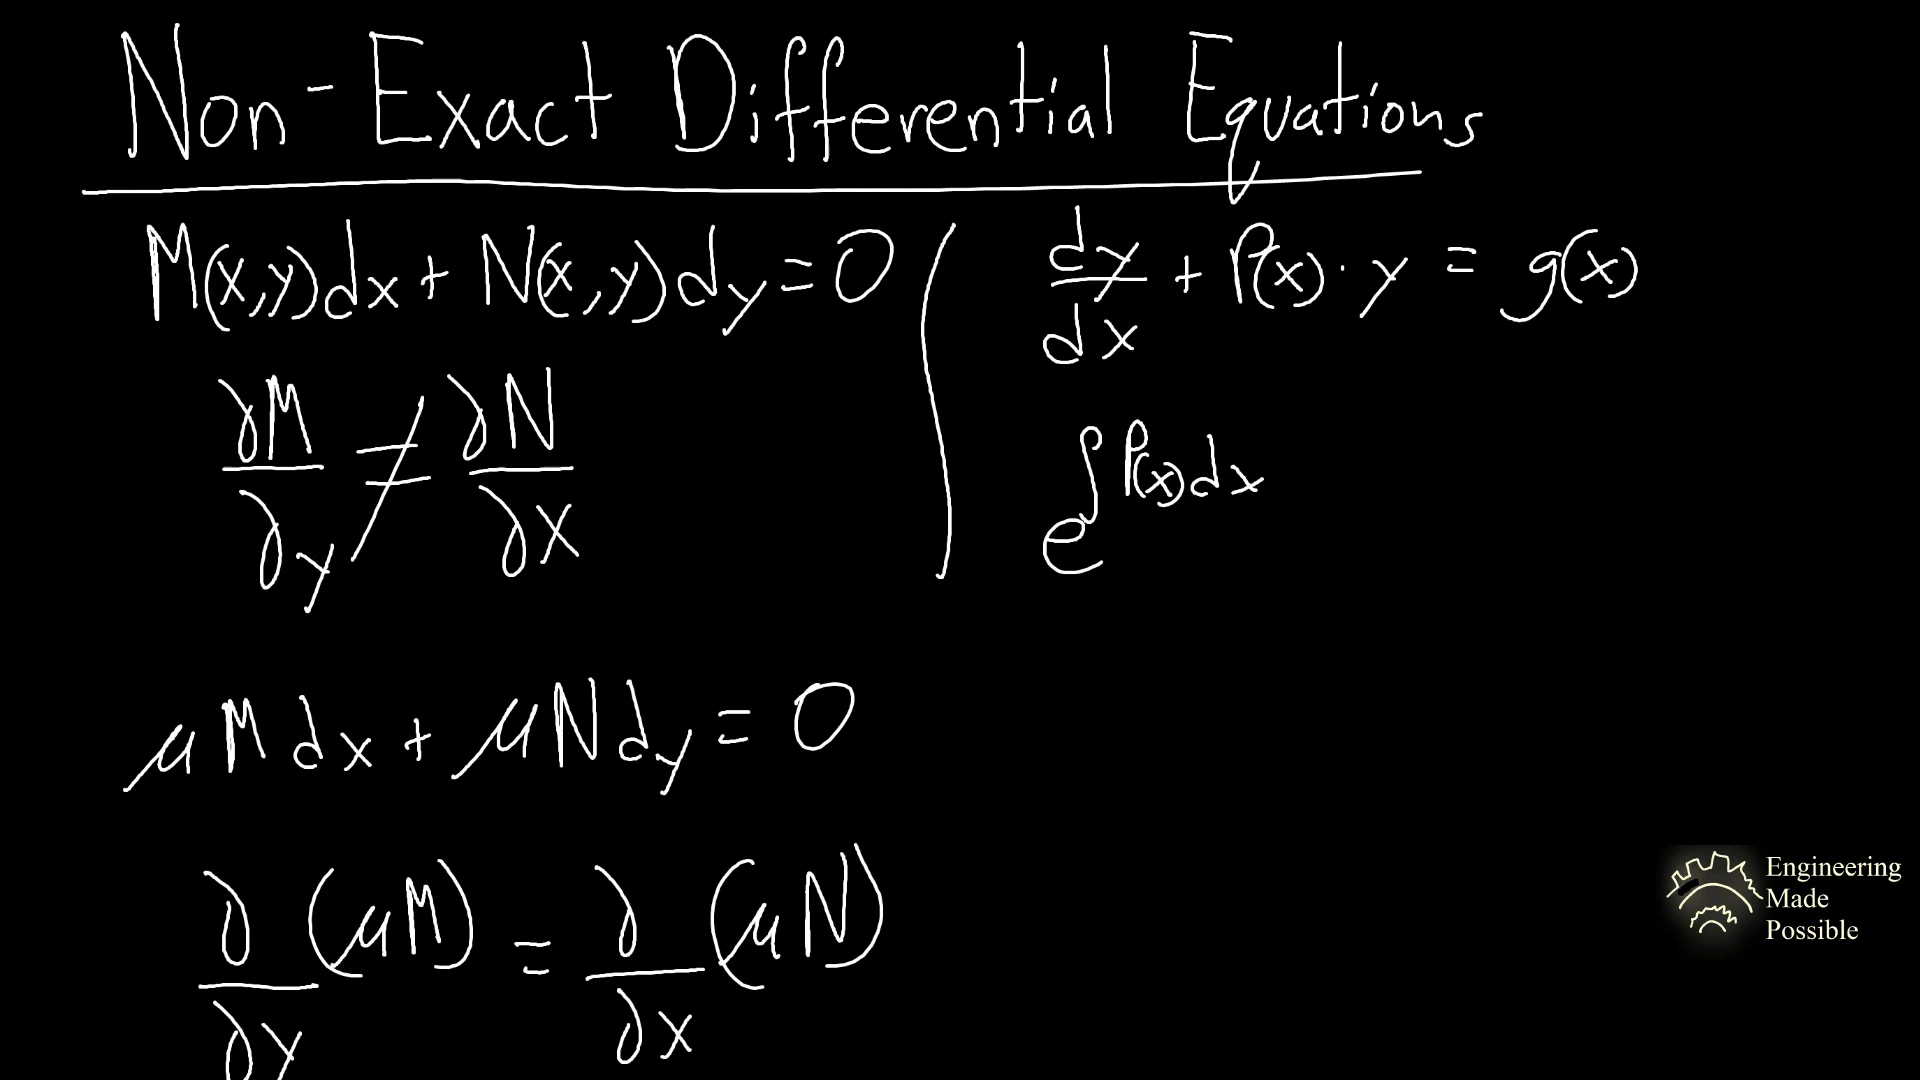 Non-Exact Differential Equations
M(x,y)dx + N(x,y)dy = 0
∂M/∂y ≠ ∂N/∂x
dy/dx + P(x)·y = g(x)
e^∫P(x)dx
μMdx + μNdy = 0
∂/∂y (μM) = ∂/∂x (μN)
Engineering
Made
Possible